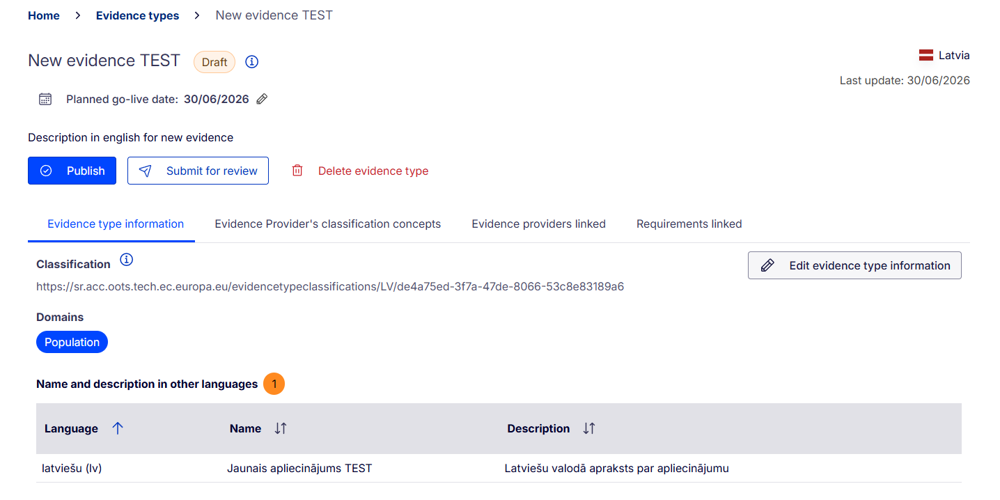 Home > Evidence types > New evidence TEST
New evidence TEST Draft
Latvia
Last update: 30/06/2026
Planned go-live date: 30/06/2026
Description in english for new evidence
Publish Submit for review Delete evidence type
Evidence type information Evidence Provider's classification concepts Evidence providers linked Requirements linked
Classification
Edit evidence type information
https://sr.acc.oots.tech.ec.europa.eu/evidencetypeclassifications/LV/de4a75ed-3f7a-47de-8066-53c8e83189a6
Domains
Population
Name and description in other languages 1
Language Name Description
latviešu (lv) Jaunais apliecinājums TEST Latviešu valodā apraksts par apliecinājumu